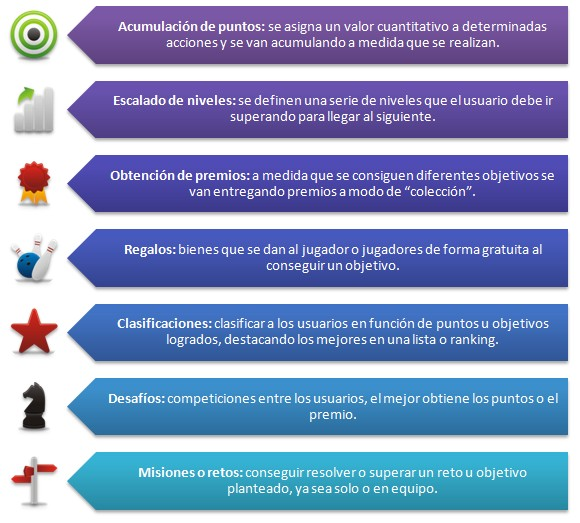 Acumulación de puntos: se asigna un valor cuantitativo a determinadas
acciones y se van acumulando a medida que se realizan.
Escalado de niveles: se definen una serie de niveles que el usuario debe ir
superando para llegar al siguiente.
Obtención de premios: a medida que se consiguen diferentes objetivos se
van entregando premios a modo de “colección”.
Regalos: bienes que se dan al jugador o jugadores de forma gratuita al
conseguir un objetivo.
Clasificaciones: clasificar a los usuarios en función de puntos u objetivos
logrados, destacando los mejores en una lista o ranking.
Desafíos: competiciones entre los usuarios, el mejor obtiene los puntos o el
premio.
Misiones o retos: conseguir resolver o superar un reto u objetivo
planteado, ya sea solo o en equipo.